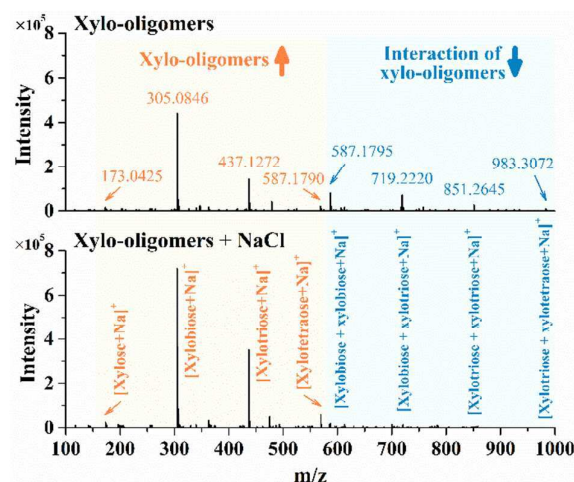 ×10⁵
Xylo-oligomers
8
6
4
2
0
Intensity
Xylo-oligomers
Interaction of
xylo-oligomers
305.0846
173.0425
437.1272
587.1790
587.1795
719.2220
851.2645
983.3072
×10⁵
Xylo-oligomers + NaCl
8
6
4
2
0
Intensity
[Xylose+Na]⁺
[Xylobiose+Na]⁺
[Xylotriose+Na]⁺
[Xylotetraose+Na]⁺
[Xylobiose + xylobiose+Na]⁺
[Xylobiose + xylotriose+Na]⁺
[Xylotriose + xylotriose+Na]⁺
[Xylotriose + xylotetraose+Na]⁺
100 200 300 400 500 600 700 800 900 1000
m/z